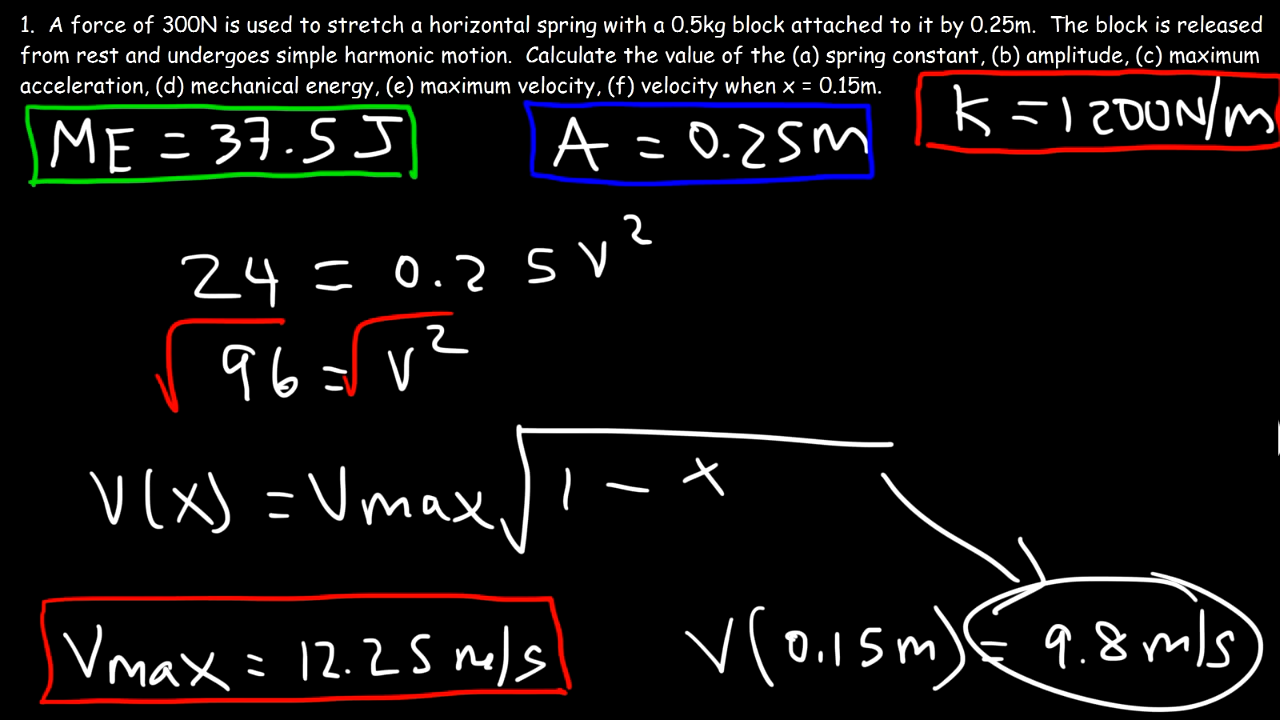 1. A force of 300N is used to stretch a horizontal spring with a 0.5kg block attached to it by 0.25m. The block is released
from rest and undergoes simple harmonic motion. Calculate the value of the (a) spring constant, (b) amplitude, (c) maximum
acceleration, (d) mechanical energy, (e) maximum velocity, (f) velocity when x = 0.15m.
ME = 37.5 J
A = 0.25m
K = 1200N/m
24 = 0.25 v²
√96 = √v²
V(x) = Vmax √1 - x
Vmax = 12.25 m/s
V(0.15m) = 9.8 m/s